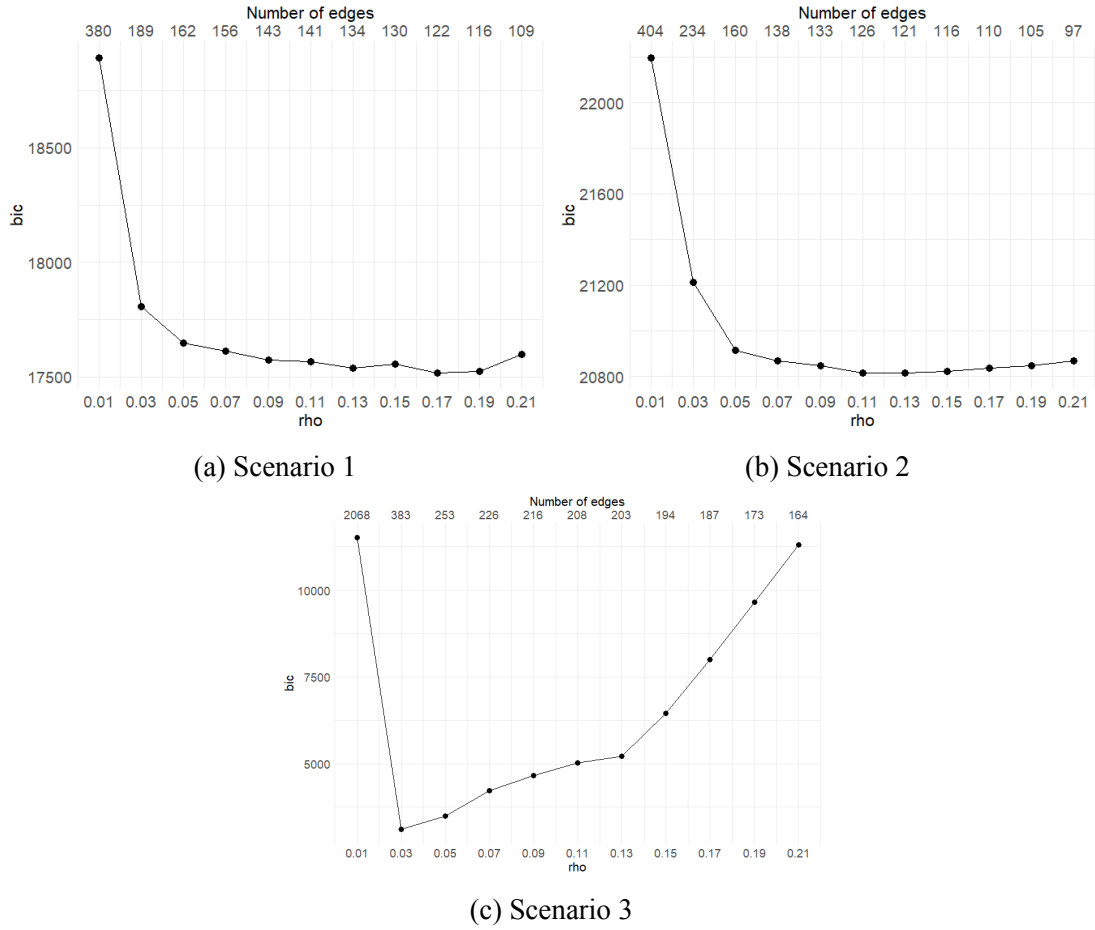 Number of edges
380 189 162 156 143 141 134 130 122 116 109
bic
18500
18000
17500
0.01 0.03 0.05 0.07 0.09 0.11 0.13 0.15 0.17 0.19 0.21
rho
(a) Scenario 1
Number of edges
404 234 160 138 133 126 121 116 110 105 97
bic
22000
21600
21200
20800
0.01 0.03 0.05 0.07 0.09 0.11 0.13 0.15 0.17 0.19 0.21
rho
(b) Scenario 2
Number of edges
2068 383 253 226 216 208 203 194 187 173 164
bic
10000
7500
5000
0.01 0.03 0.05 0.07 0.09 0.11 0.13 0.15 0.17 0.19 0.21
rho
(c) Scenario 3